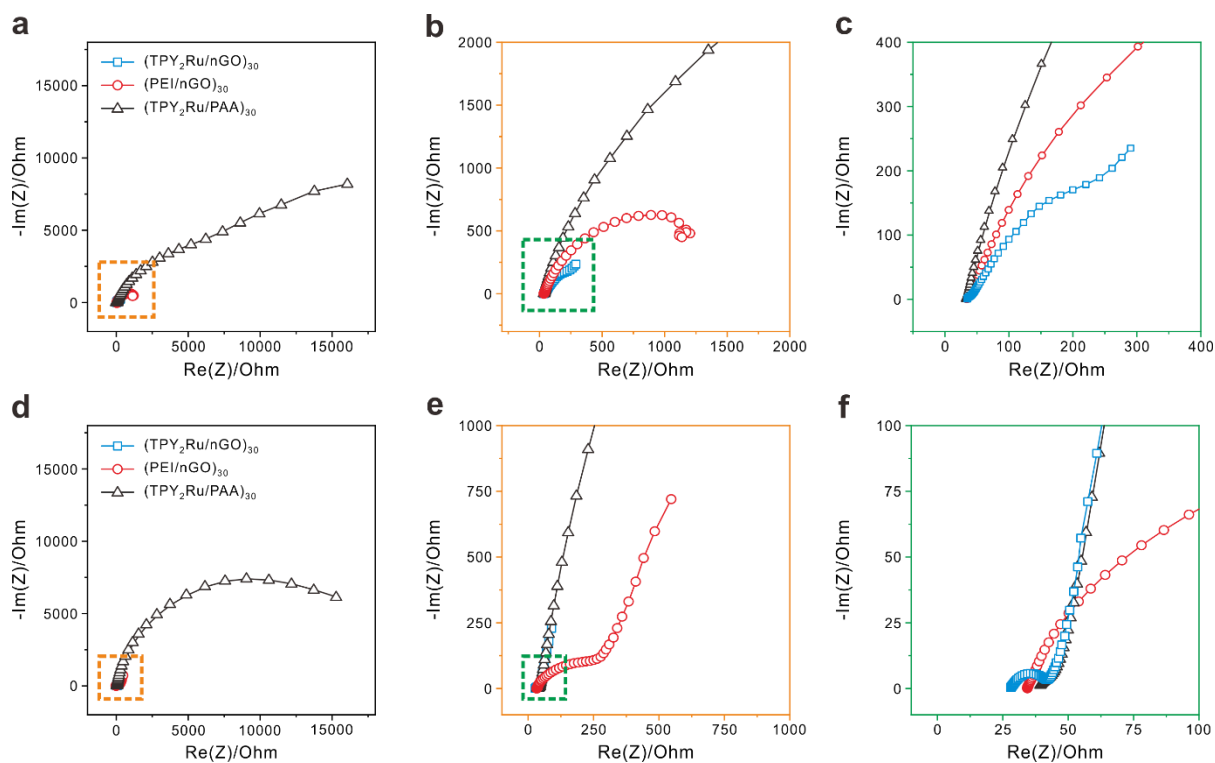 a
-Im(Z)/Ohm
15000
10000
5000
0
(TPY₂Ru/nGO)₃₀
(PEI/nGO)₃₀
(TPY₂Ru/PAA)₃₀
0 5000 10000 15000
Re(Z)/Ohm
b
-Im(Z)/Ohm
2000
1500
1000
500
0
0 500 1000 1500 2000
Re(Z)/Ohm
c
-Im(Z)/Ohm
400
300
200
100
0
0 100 200 300 400
Re(Z)/Ohm
d
-Im(Z)/Ohm
15000
10000
5000
0
(TPY₂Ru/nGO)₃₀
(PEI/nGO)₃₀
(TPY₂Ru/PAA)₃₀
0 5000 10000 15000
Re(Z)/Ohm
e
-Im(Z)/Ohm
1000
750
500
250
0
0 250 500 750 1000
Re(Z)/Ohm
f
-Im(Z)/Ohm
100
75
50
25
0
0 25 50 75 100
Re(Z)/Ohm